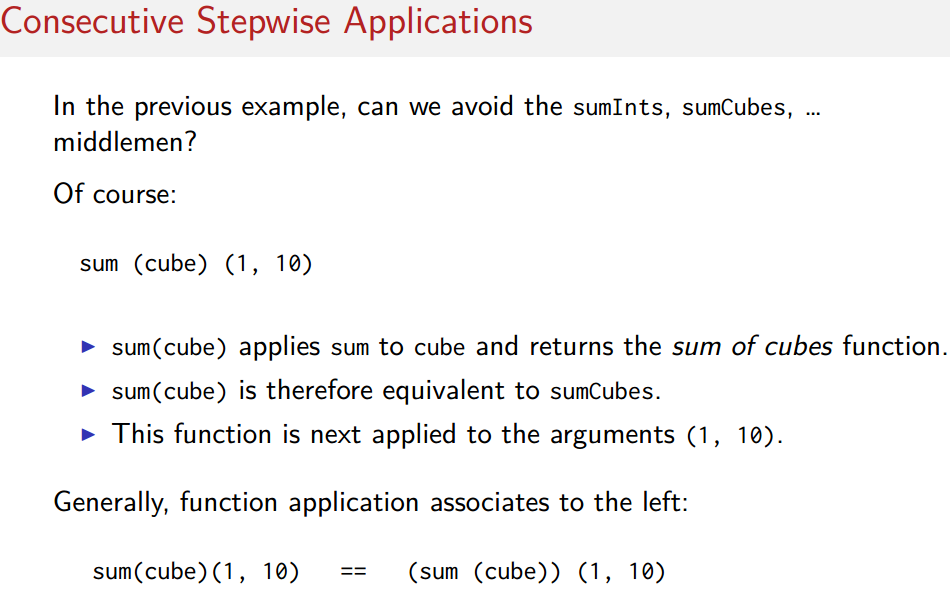 Consecutive Stepwise Applications
In the previous example, can we avoid the sumInts, sumCubes, …
middlemen?
Of course:
sum (cube) (1, 10)
▶ sum(cube) applies sum to cube and returns the sum of cubes function.
▶ sum(cube) is therefore equivalent to sumCubes.
▶ This function is next applied to the arguments (1, 10).
Generally, function application associates to the left:
sum(cube)(1, 10) == (sum (cube)) (1, 10)